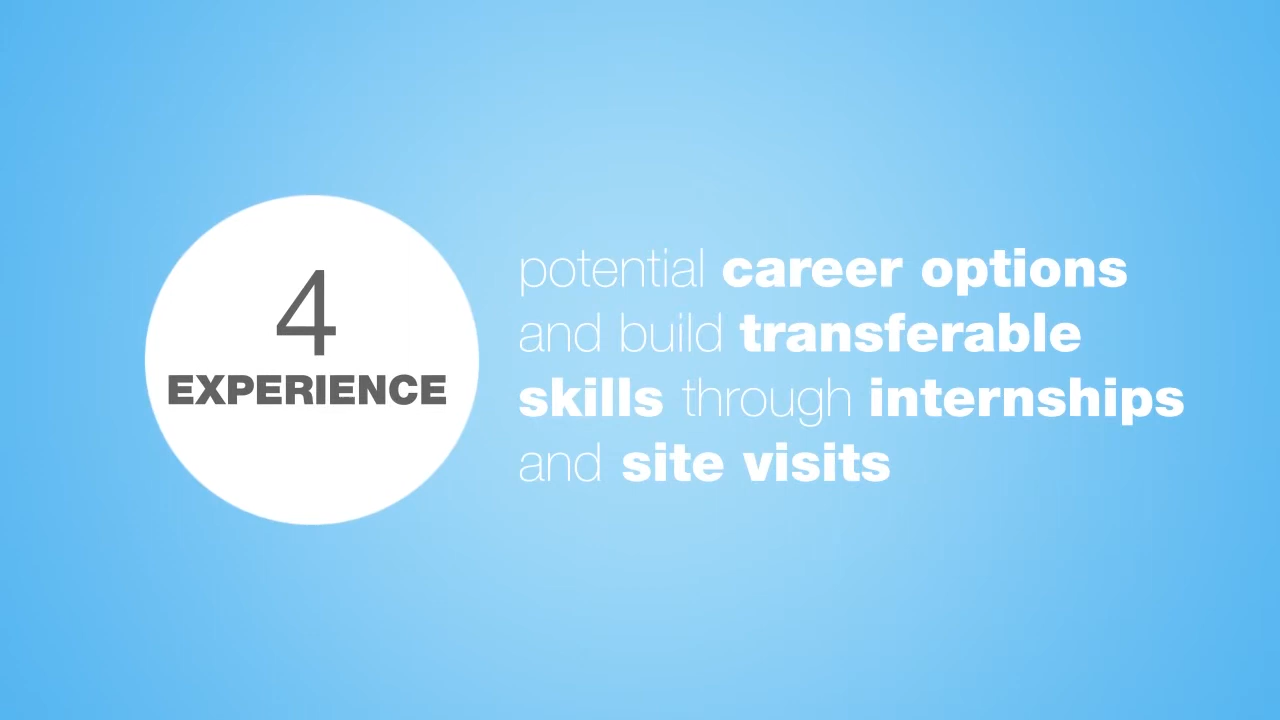 4
EXPERIENCE
potential career options
and build transferable
skills through internships
and site visits